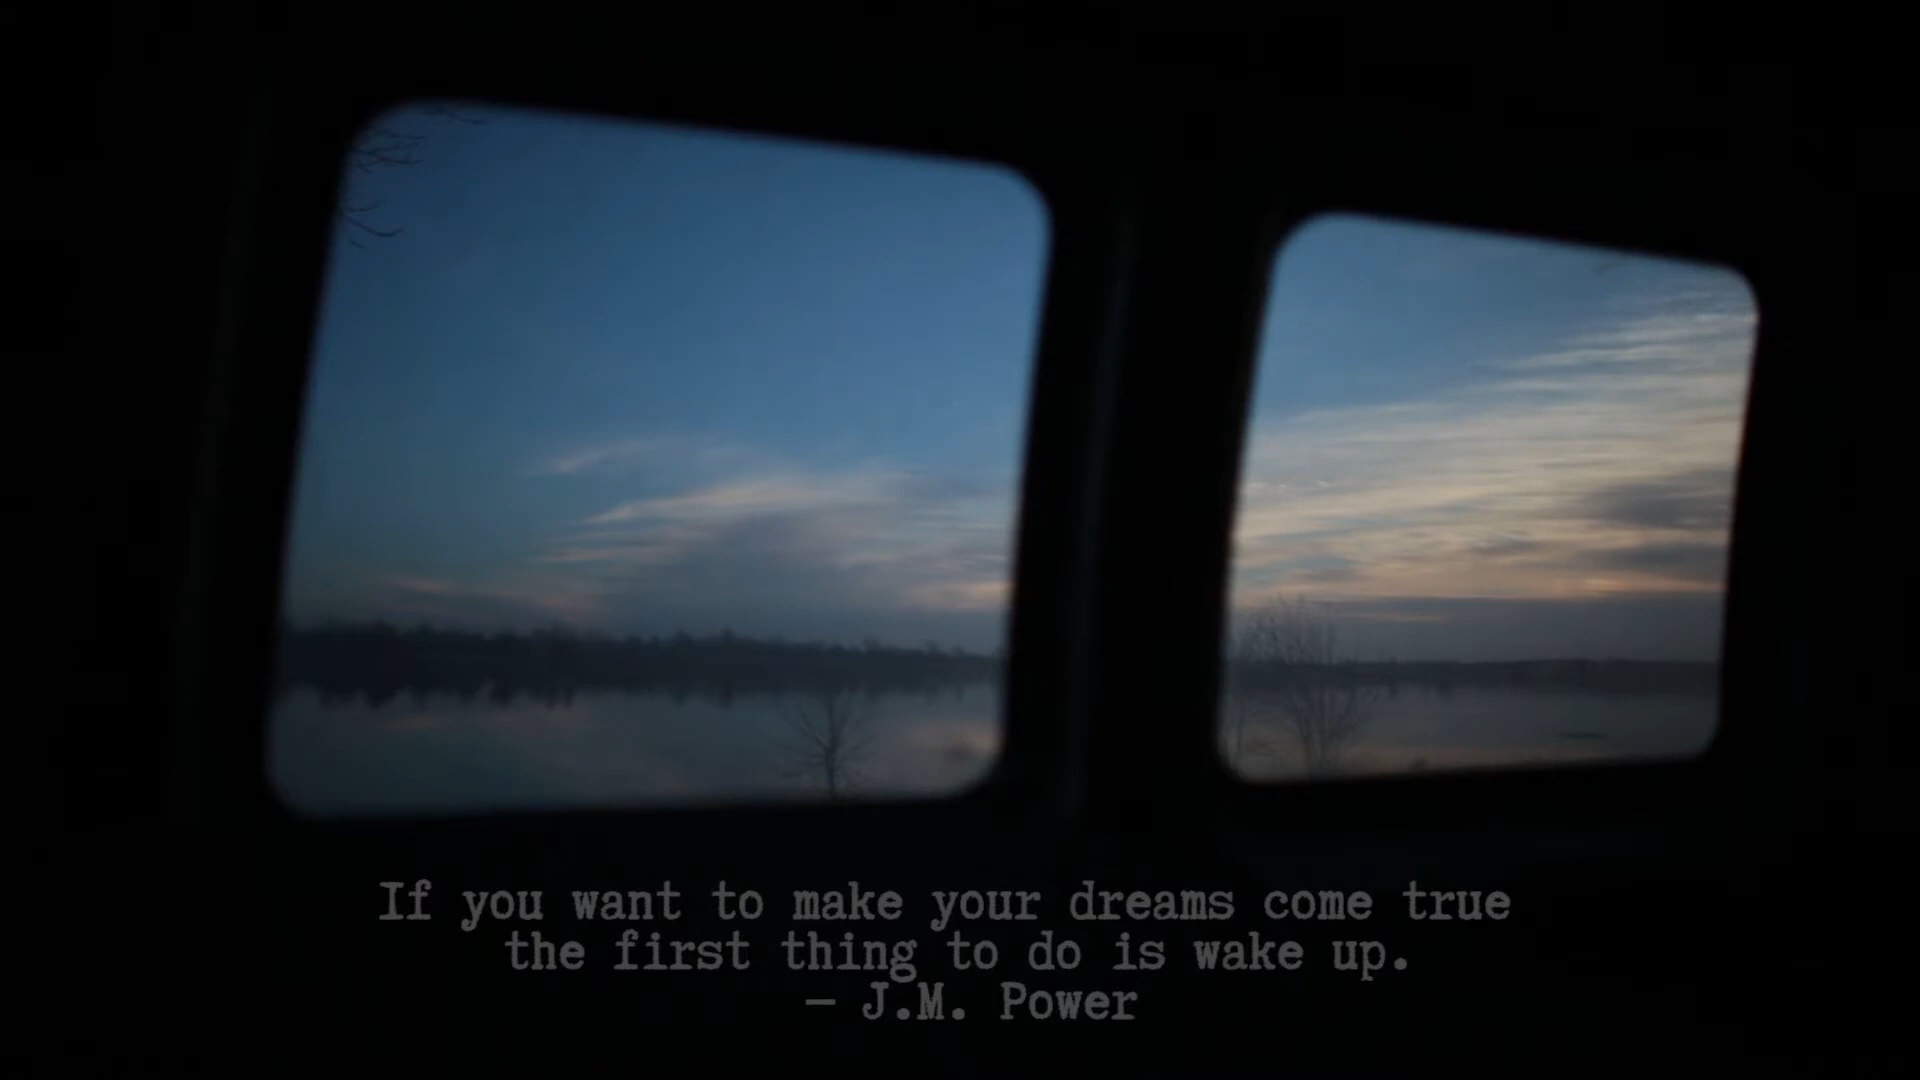 If you want to make your dreams come true
the first thing to do is wake up.
— J.M. Power